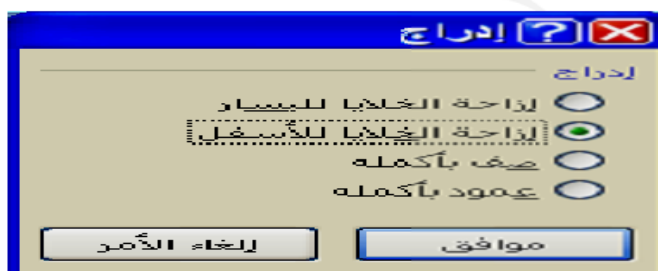 إدراج
إدراج
إزاحة الخلايا لليسار
إزاحة الخلايا للأسفل
صف بأكمله
عمود بأكمله
موافق إلغاء الأمر